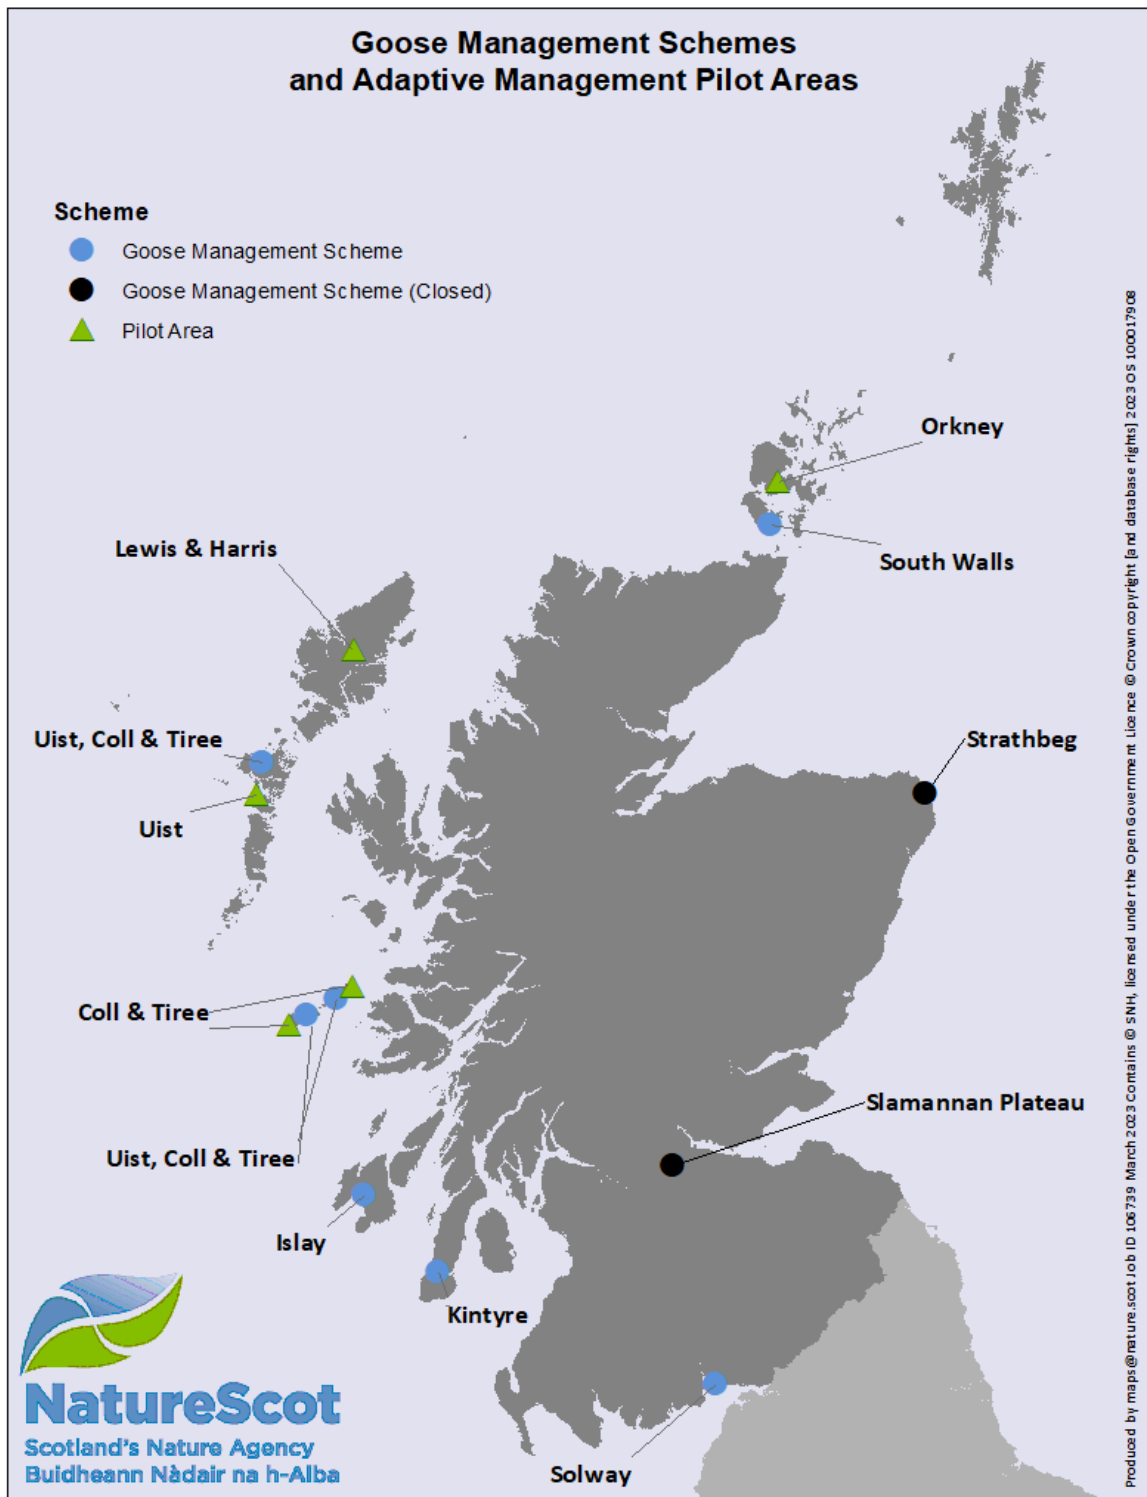 Goose Management Schemes
and Adaptive Management Pilot Areas
Scheme
Goose Management Scheme
Goose Management Scheme (Closed)
Pilot Area
Orkney
South Walls
Lewis & Harris
Uist, Coll & Tiree
Uist
Strathbeg
Coll & Tiree
Slamannan Plateau
Uist, Coll & Tiree
Islay
Kintyre
Solway
NatureScot
Scotland's Nature Agency
Buidheann Nàdair na h-Alba
Produced by maps@nature.scot Job ID 106739 March 2023 Contains © SNH, licensed under the Open Government Licence © Crown copyright [and database rights] 2023 OS 100017908